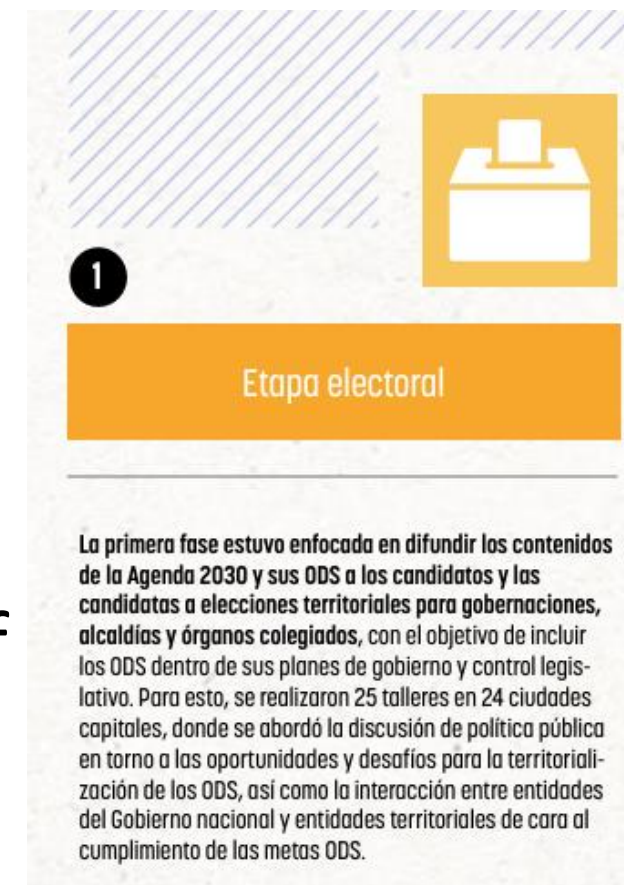 1
Etapa electoral
La primera fase estuvo enfocada en difundir los contenidos
de la Agenda 2030 y sus ODS a los candidatos y las
candidatas a elecciones territoriales para gobernaciones,
alcaldías y órganos colegiados, con el objetivo de incluir
los ODS dentro de sus planes de gobierno y control legis-
lativo. Para esto, se realizaron 25 talleres en 24 ciudades
capitales, donde se abordó la discusión de política pública
en torno a las oportunidades y desafíos para la territoriali-
zación de los ODS, así como la interacción entre entidades
del Gobierno nacional y entidades territoriales de cara al
cumplimiento de las metas ODS.